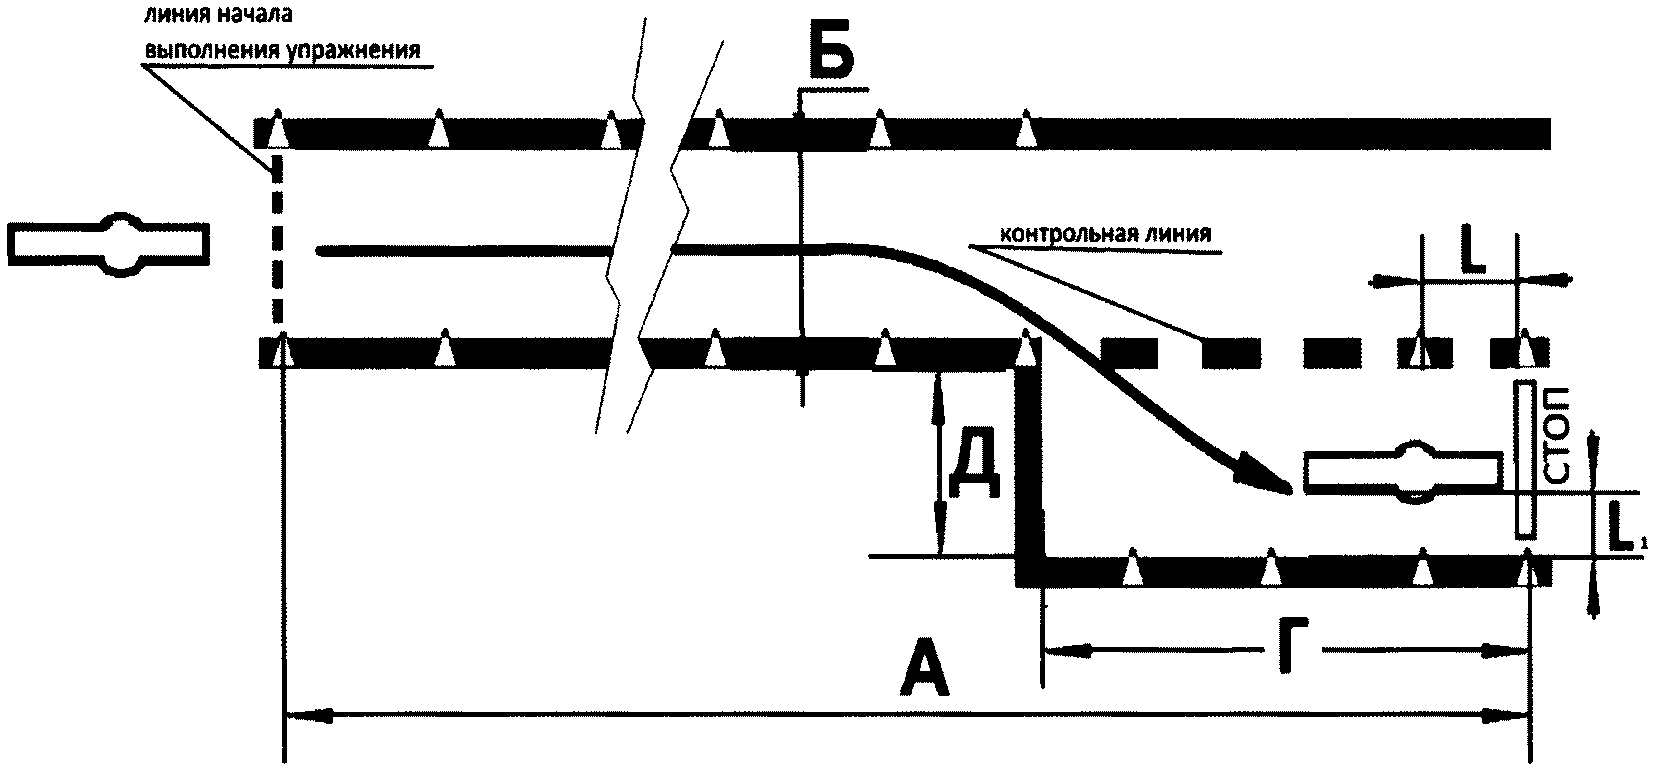 линия начала
выполнения упражнения
Б
контрольная линия
L
СТОП
Д
L1
Г
А